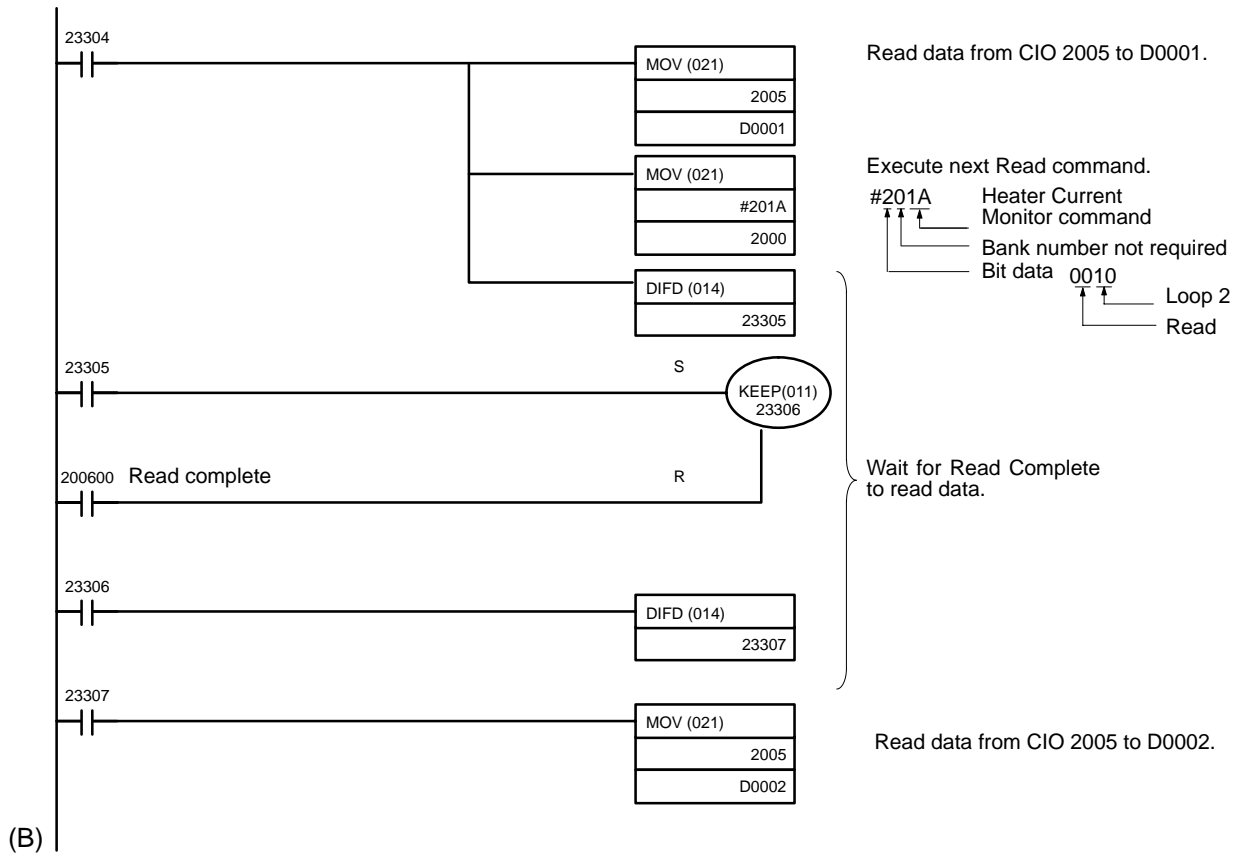 23304
MOV (021)
2005
D0001
Read data from CIO 2005 to D0001.
MOV (021)
#201A
2000
Execute next Read command.
#201A
Heater Current
Monitor command
Bank number not required
Bit data
0010
Loop 2
Read
DIFD (014)
23305
23305
S
KEEP(011)
23306
200600
Read complete
R
Wait for Read Complete
to read data.
23306
DIFD (014)
23307
23307
MOV (021)
2005
D0002
Read data from CIO 2005 to D0002.
(B)